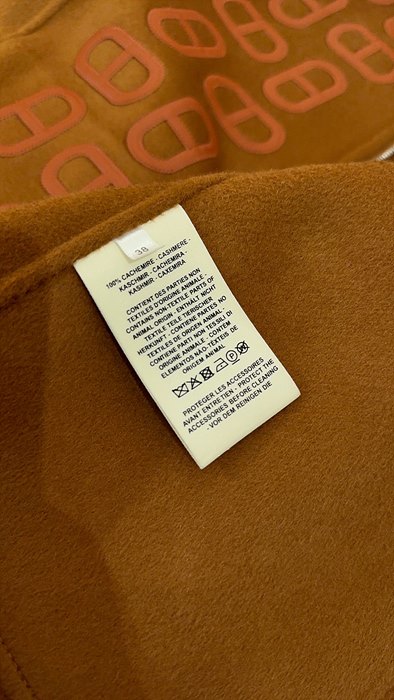 38
100% CACHEMIRE - CASHMERE -
KASCHMIR - CACHEMIRA -
KASHMIR - CAXEMIRA
CONTIENT DES PARTIES NON
TEXTILES D'ORIGINE ANIMALE -
CONTAINS NON-TEXTILE PARTS OF
ANIMAL ORIGIN - ENTHÄLT NICHT
TEXTILE TEILE TIERISCHER
HERKUNFT - CONTIENE PARTES NO
TEXTILES DE ORIGEN ANIMAL -
CONTIENE PARTI NON TESSILI DI
ORIGINE ANIMALE - CONTÉM
ELEMENTOS NÃO-TÊXTEIS DE
ORIGEM ANIMAL
PROTÉGER LES ACCESSOIRES
AVANT ENTRETIEN - PROTECT THE
ACCESSORIES BEFORE CLEANING
- VOR DEM REINIGEN DIE